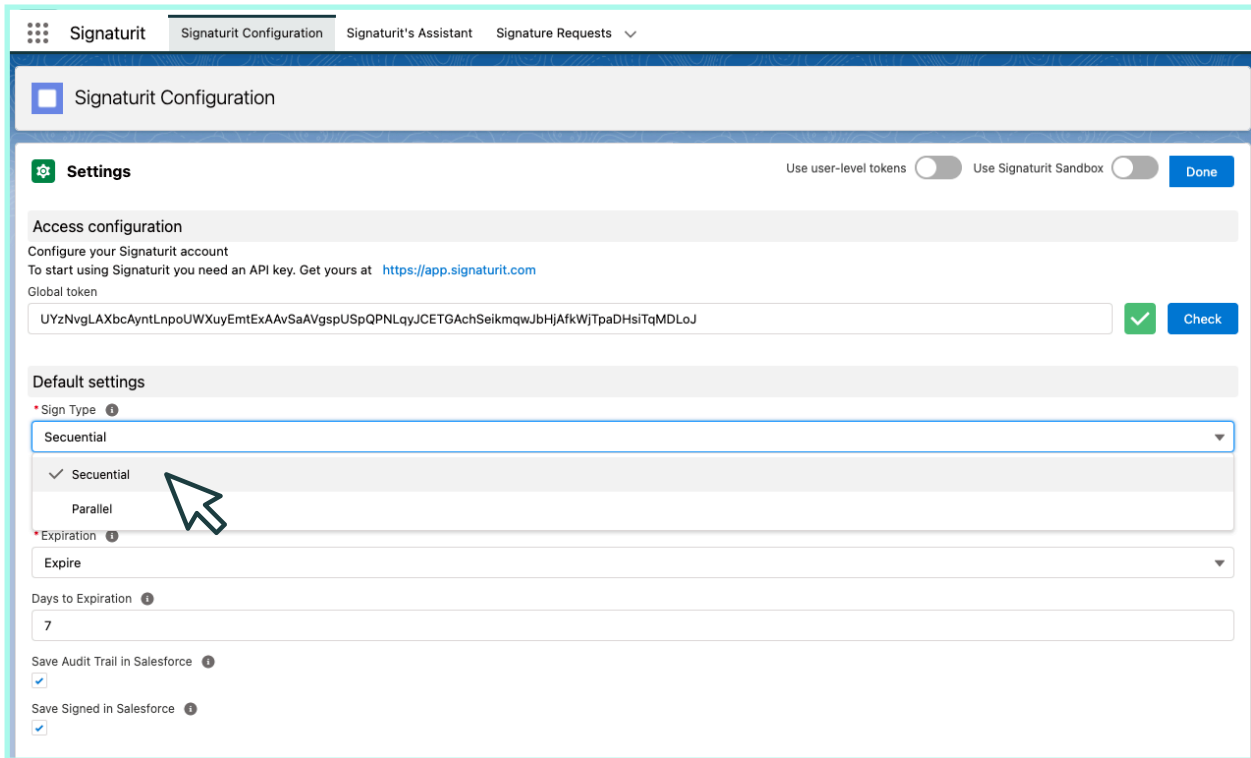 Signaturit Signaturit Configuration Signaturit's Assistant Signature Requests
Signaturit Configuration
Settings Use user-level tokens Use Signaturit Sandbox Done
Access configuration
Configure your Signaturit account
To start using Signaturit you need an API key. Get yours at https://app.signaturit.com
Global token
UYzNvgLAXbcAyntLnpoUWXuyEmtExAAvSaAVgspUSpQPNLqyJCETGAchSeikmqwJbHjAfkWjTpaDHsiTqMDLoJ Check
Default settings
* Sign Type
Secuential
Secuential
Parallel
* Expiration
Expire
Days to Expiration
7
Save Audit Trail in Salesforce
Save Signed in Salesforce